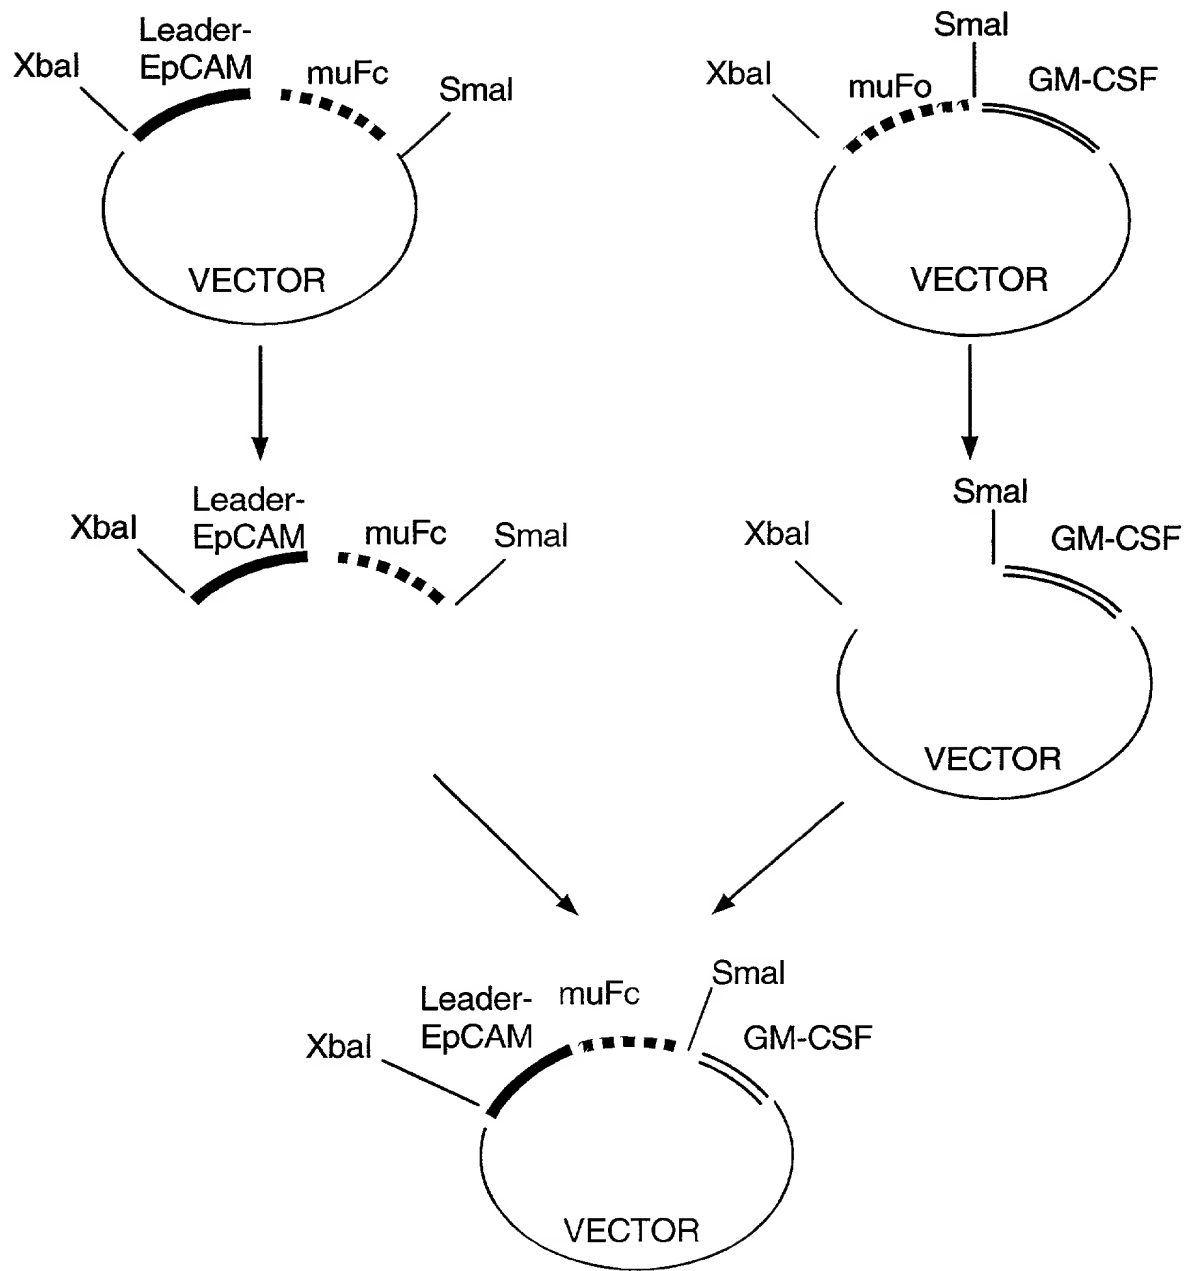 Leader-
EpCAM
XbaI
muFc
SmaI
VECTOR
SmaI
XbaI
muFo
GM-CSF
VECTOR
Leader-
EpCAM
XbaI
muFc
SmaI
SmaI
XbaI
GM-CSF
VECTOR
Leader-
EpCAM
muFc
SmaI
XbaI
GM-CSF
VECTOR